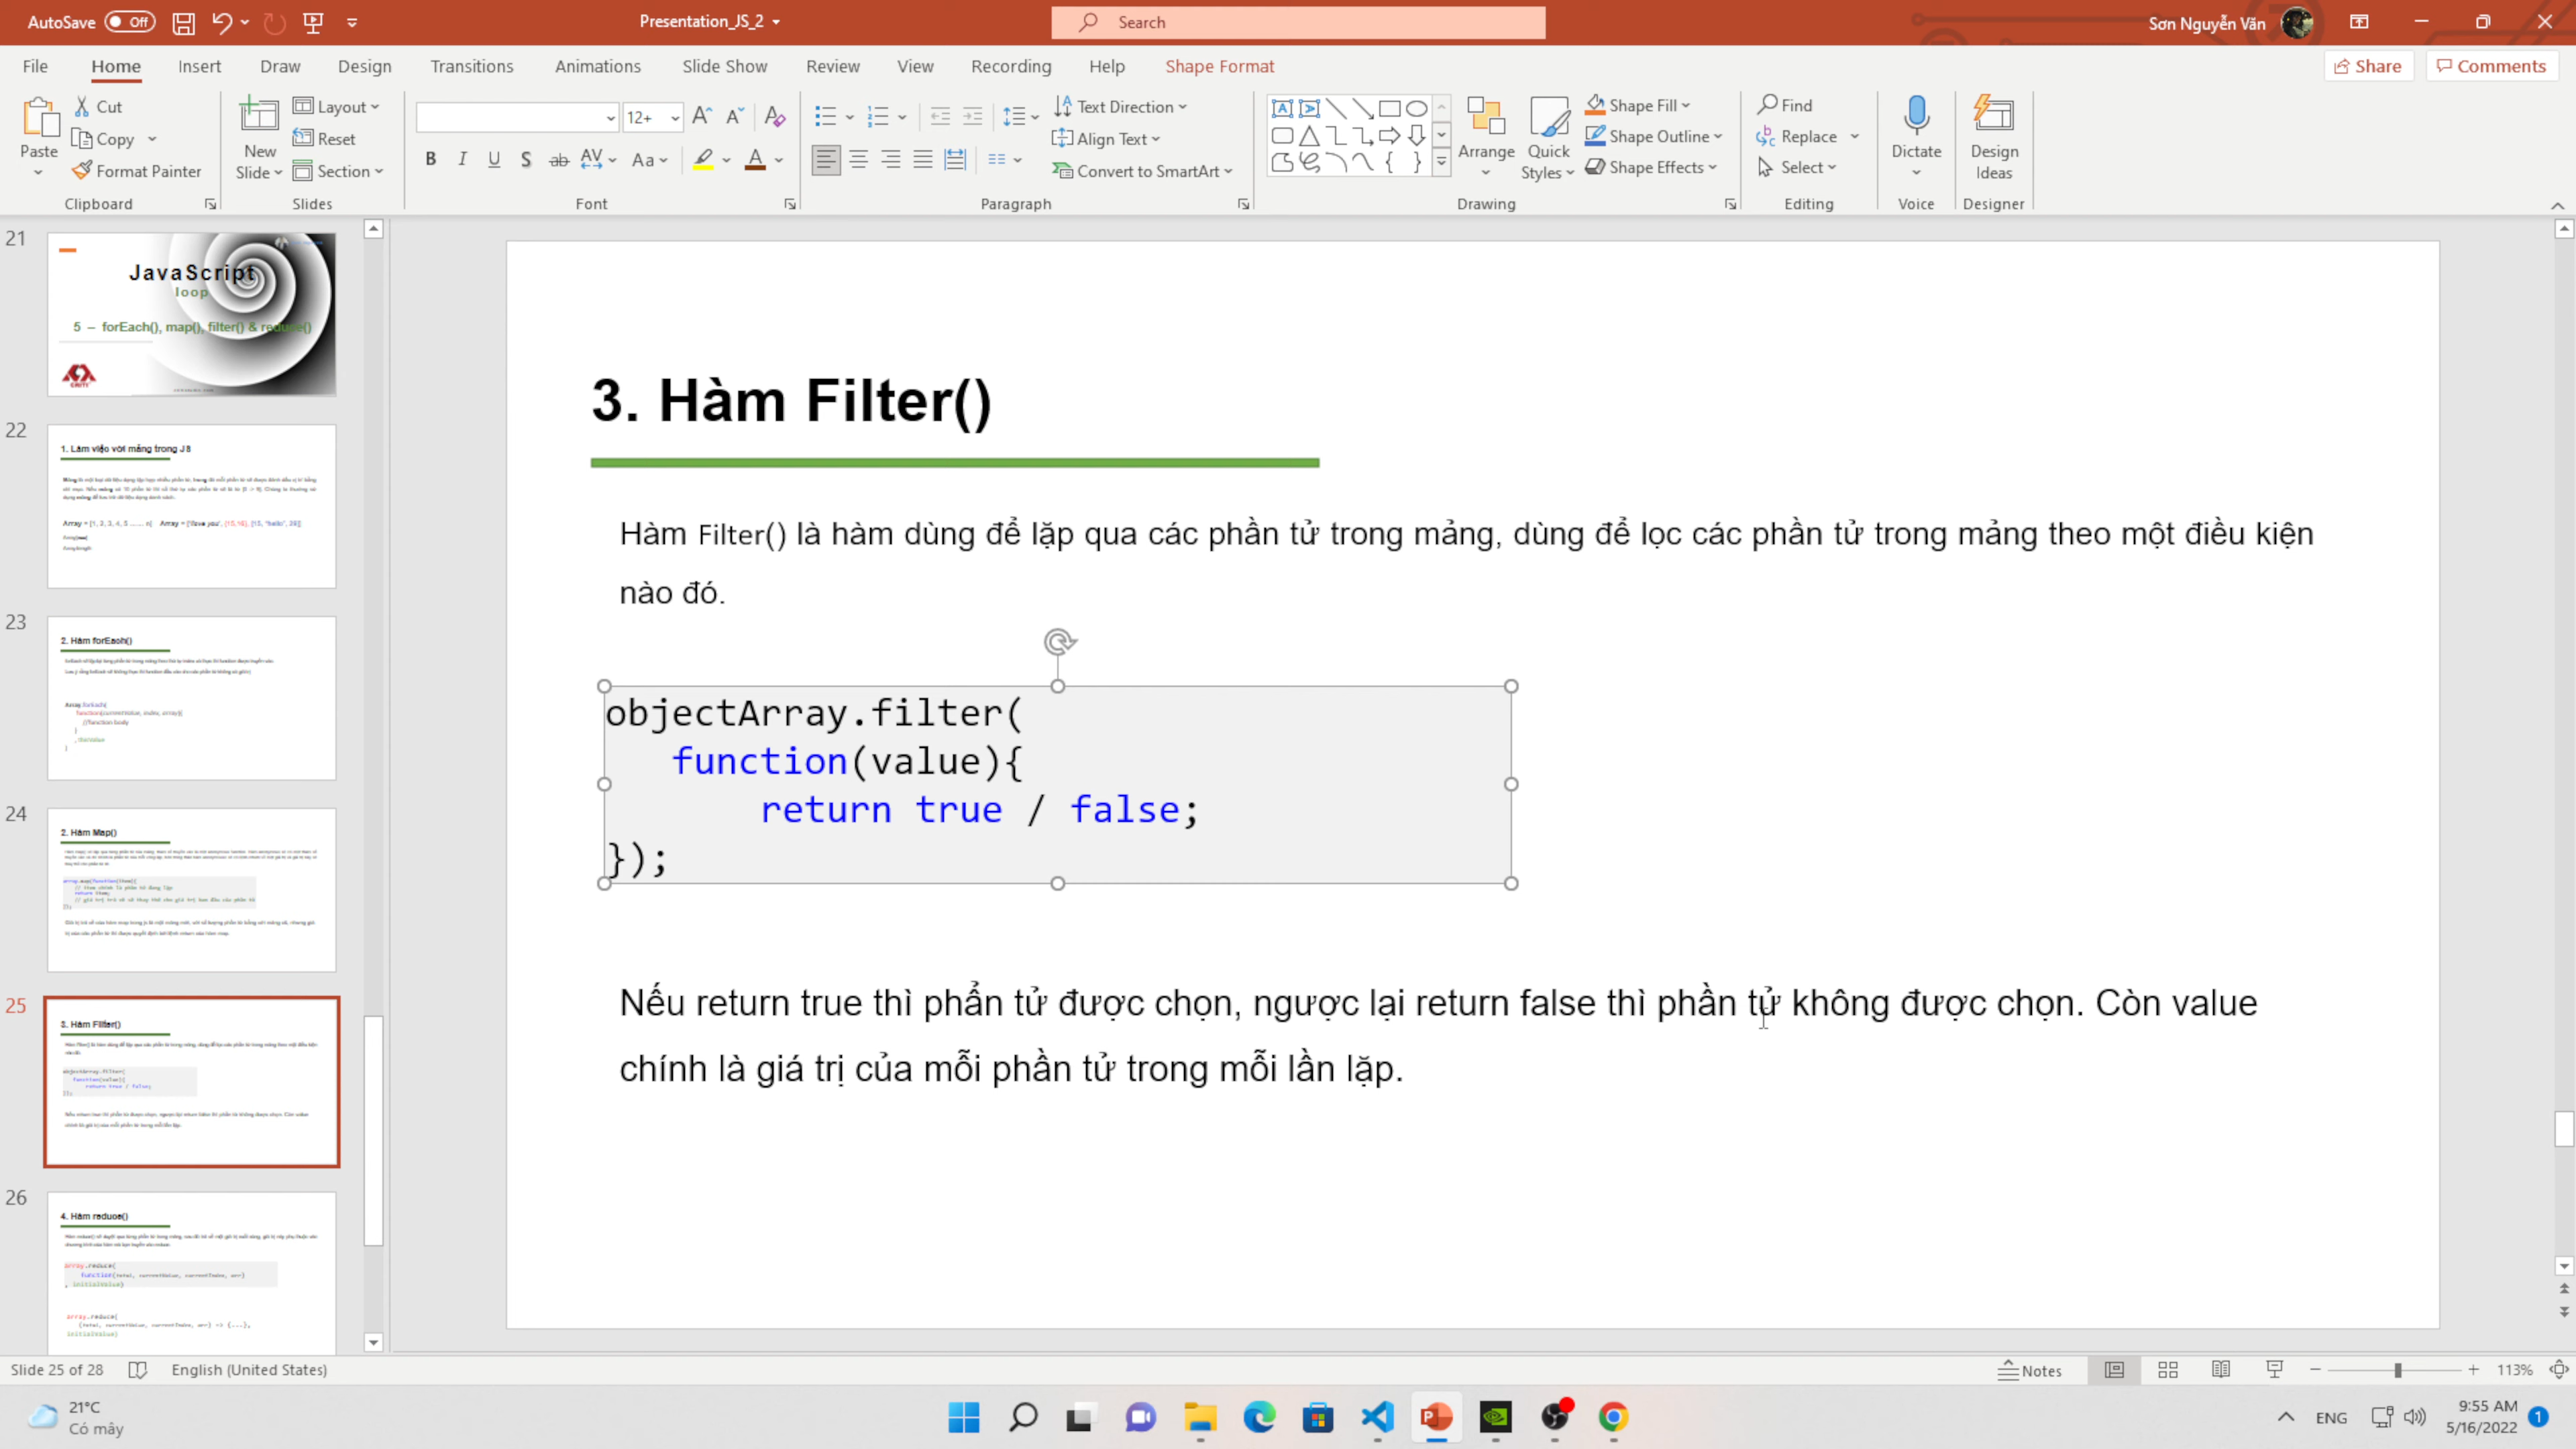 AutoSave Off
Presentation_JS_2
Search
Sơn Nguyễn Văn
File Home Insert Draw Design Transitions Animations Slide Show Review View Recording Help Shape Format
Share Comments
Paste Cut Copy Format Painter
Clipboard
New Slide Layout Reset Section
Slides
12+
Font
Text Direction
Align Text
Convert to SmartArt
Paragraph
Arrange
Quick Styles
Shape Fill
Shape Outline
Shape Effects
Drawing
Find
Replace
Select
Editing
Dictate
Voice
Design Ideas
Designer
21
JavaScript
loop
5 – forEach(), map(), filter() & reduce()
22
1. Làm việc với mảng trong JS
23
2. Hàm forEach()
24
2. Hàm Map()
25
3. Hàm Filter()
26
4. Hàm reduce()
3. Hàm Filter()
Hàm Filter() là hàm dùng để lặp qua các phần tử trong mảng, dùng để lọc các phần tử trong mảng theo một điều kiện
nào đó.
objectArray.filter(
function(value){
return true / false;
});
Nếu return true thì phẩn tử được chọn, ngược lại return false thì phần tử không được chọn. Còn value
chính là giá trị của mỗi phần tử trong mỗi lần lặp.
Slide 25 of 28
English (United States)
Notes
113%
21°C
Có mây
ENG
9:55 AM
5/16/2022
1